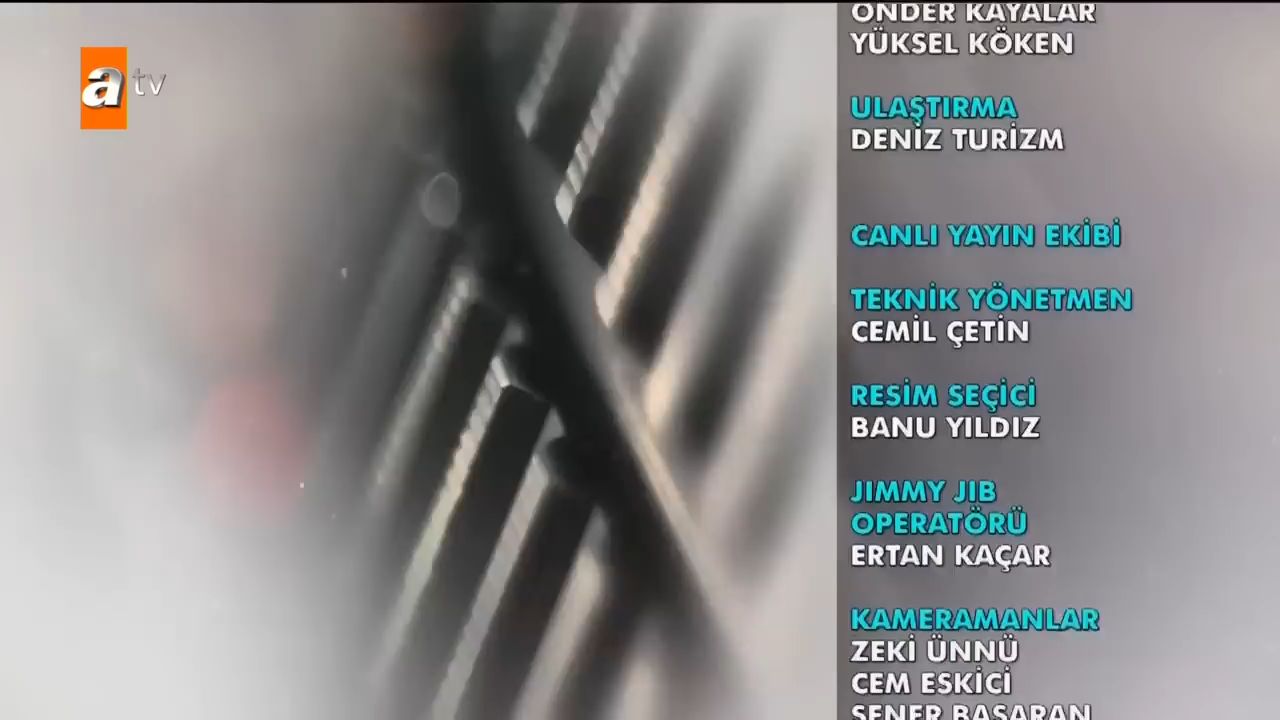 a tv
ÖNDER KAYALAR
YÜKSEL KÖKEN
ULAŞTIRMA
DENİZ TURİZM
CANLI YAYIN EKİBİ
TEKNİK YÖNETMEN
CEMİL ÇETİN
RESİM SEÇİCİ
BANU YILDIZ
JIMMY JIB
OPERATÖRÜ
ERTAN KAÇAR
KAMERAMANLAR
ZEKİ ÜNNÜ
CEM ESKİCİ
ŞENER BAŞARAN